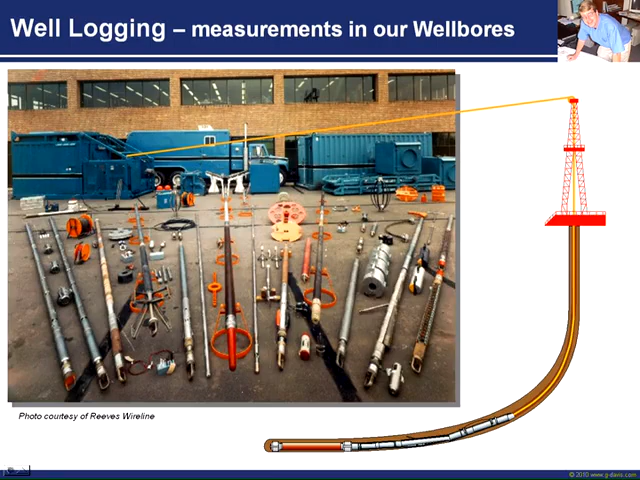 Well Logging – measurements in our Wellbores
Photo courtesy of Reeves Wireline
© 2010 www.g-davis.com